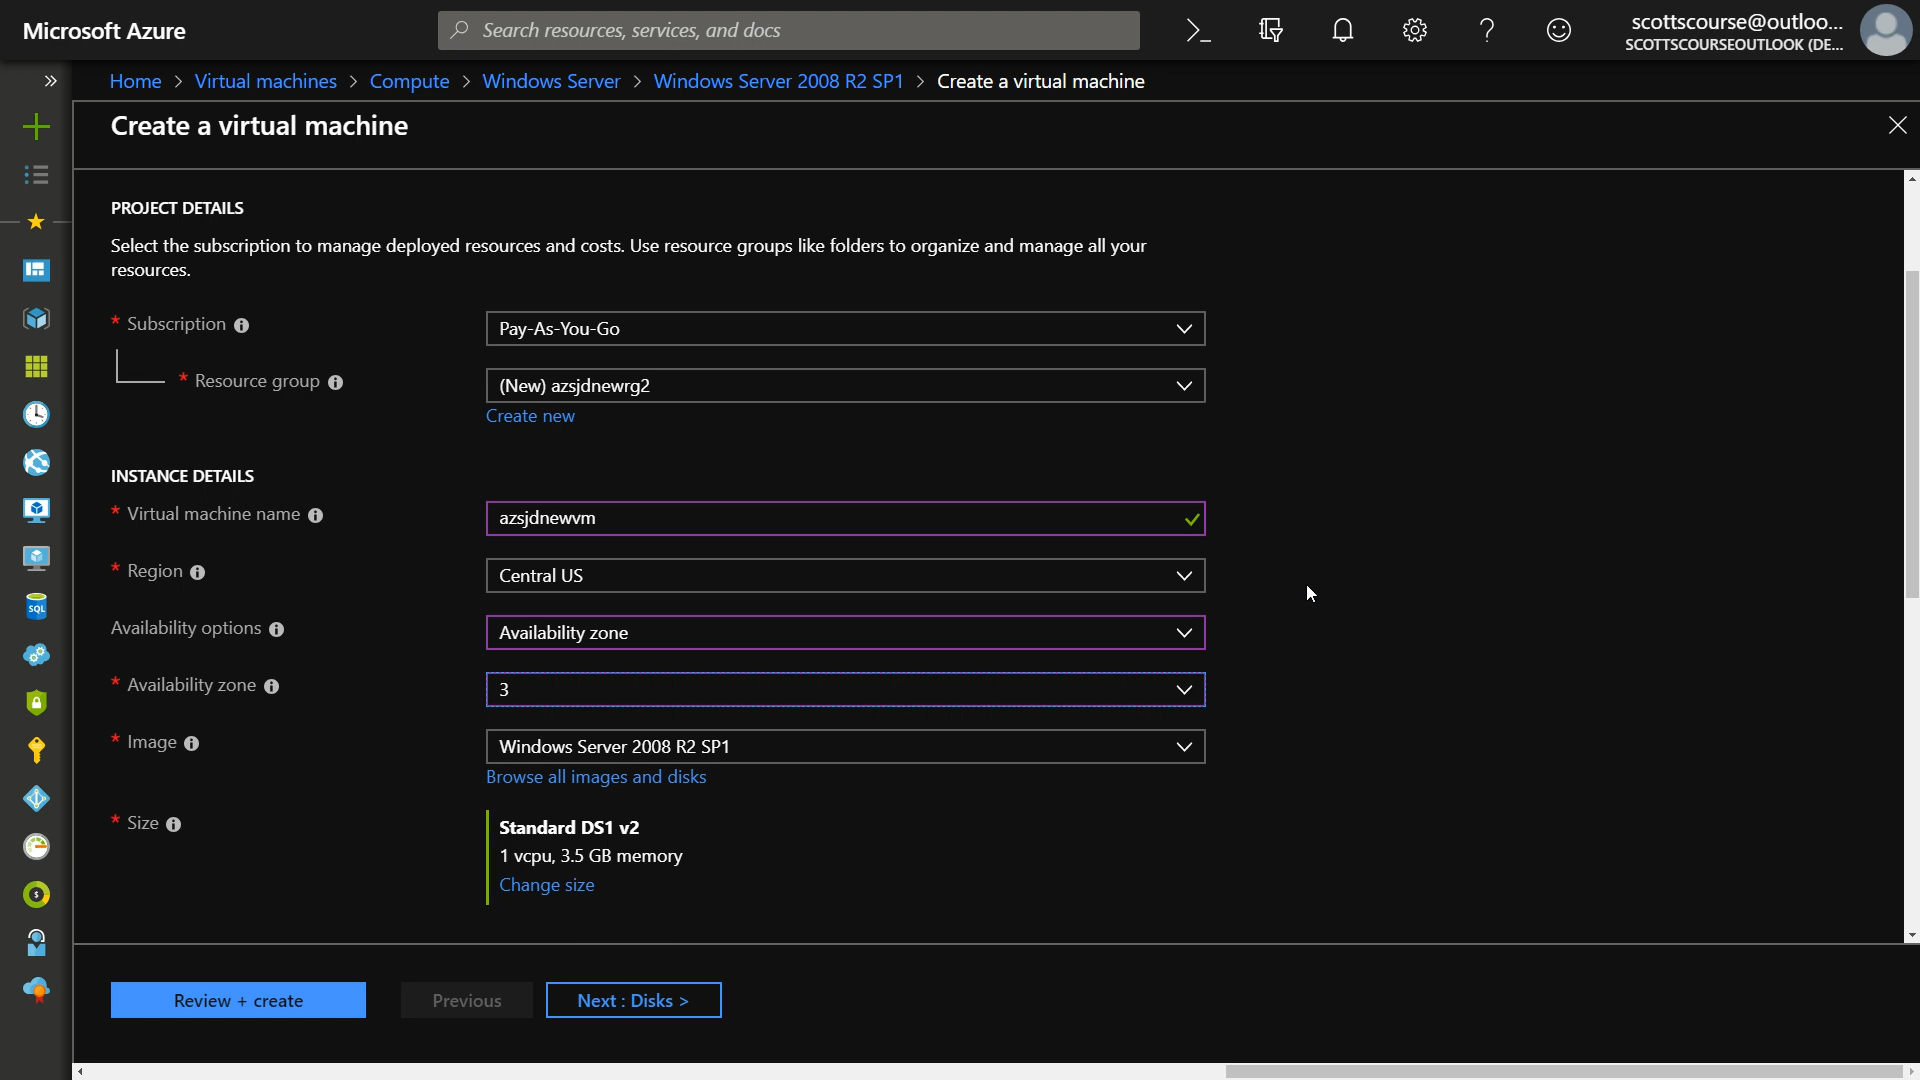 Microsoft Azure
Search resources, services, and docs
scottscourse@outloo...
SCOTTSCOURSEOUTLOOK (DE...
Home > Virtual machines > Compute > Windows Server > Windows Server 2008 R2 SP1 > Create a virtual machine
Create a virtual machine
PROJECT DETAILS
Select the subscription to manage deployed resources and costs. Use resource groups like folders to organize and manage all your
resources.
* Subscription
Pay-As-You-Go
* Resource group
(New) azsjdnewrg2
Create new
INSTANCE DETAILS
* Virtual machine name
azsjdnewvm
* Region
Central US
Availability options
Availability zone
* Availability zone
3
* Image
Windows Server 2008 R2 SP1
Browse all images and disks
* Size
Standard DS1 v2
1 vcpu, 3.5 GB memory
Change size
Review + create
Previous
Next : Disks >
SQL